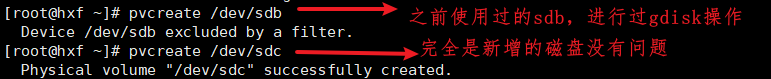 [root@hxf ~]# pvcreate /dev/sdb 之前使用过的sdb，进行过gdisk操作
Device /dev/sdb excluded by a filter.
[root@hxf ~]# pvcreate /dev/sdc 完全是新增的磁盘没有问题
Physical volume "/dev/sdc" successfully created.